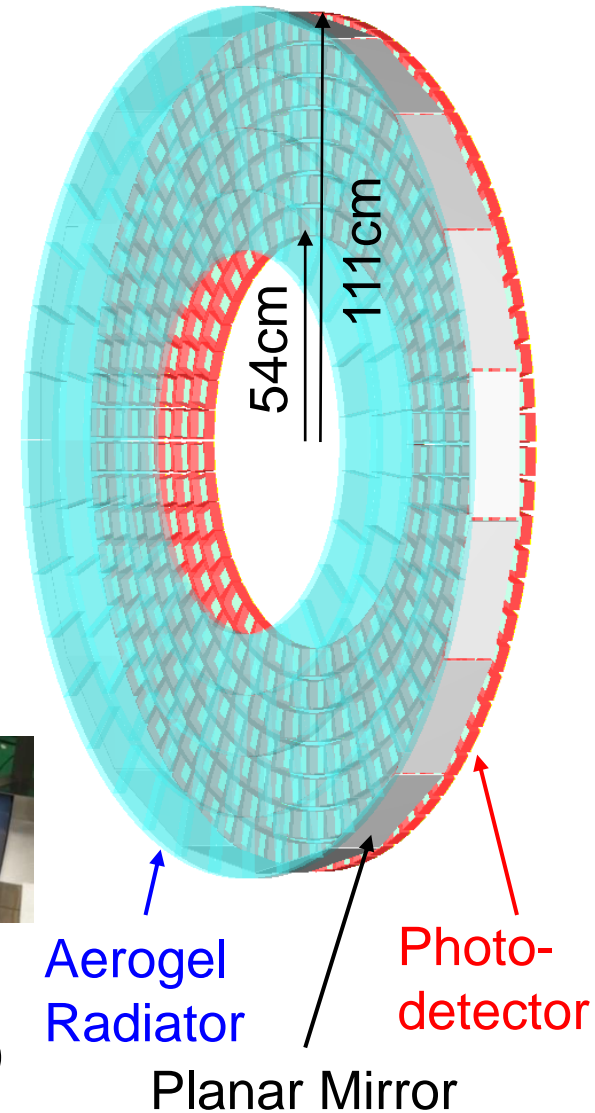 111cm
54cm
Aerogel
Radiator
Photo-
detector
)
Planar Mirror